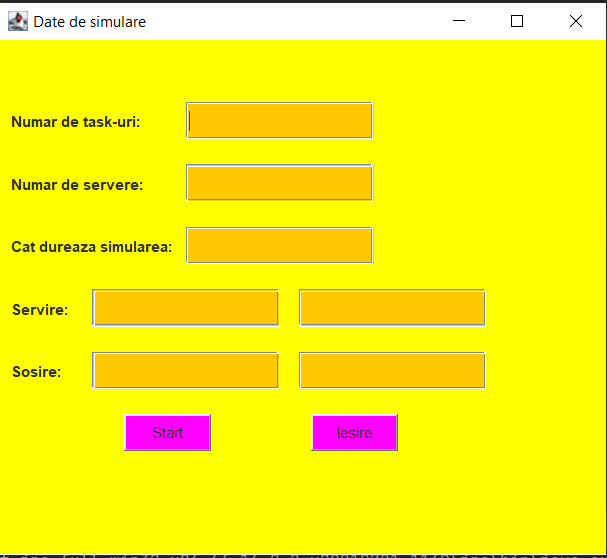 Date de simulare
Numar de task-uri:
Numar de servere:
Cat dureaza simularea:
Servire:
Sosire:
Start Iesire